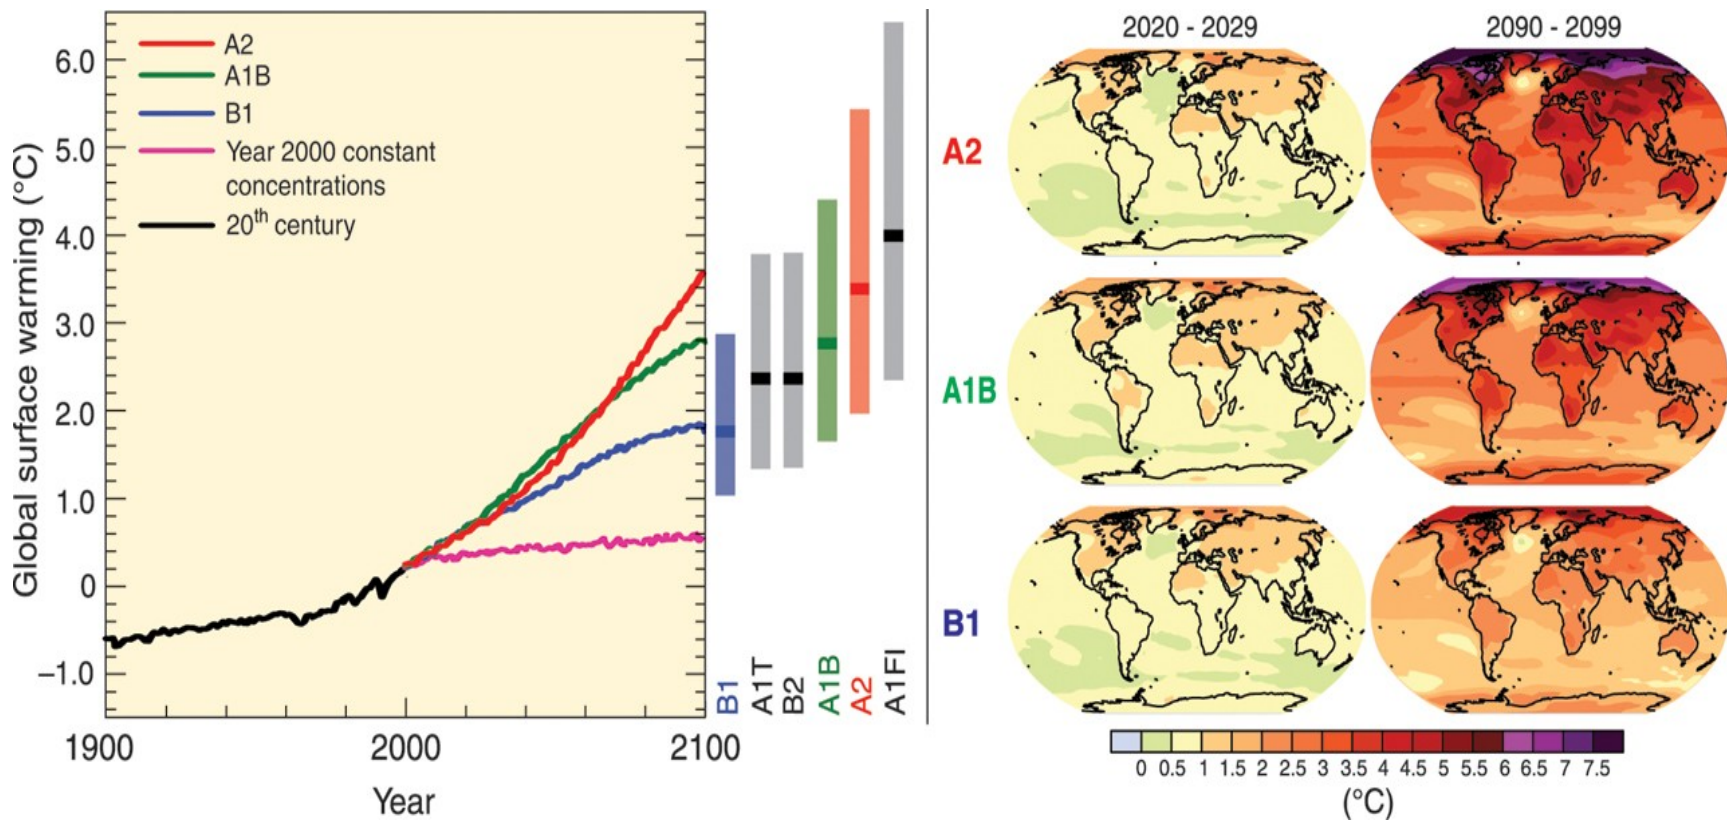 Global surface warming (°C)
6.0
5.0
4.0
3.0
2.0
1.0
0
−1.0
A2
A1B
B1
Year 2000 constant
concentrations
20th century
1900
2000
2100
Year
B1
A1T
B2
A1B
A2
A1FI
2020 - 2029
2090 - 2099
A2
A1B
B1
0 0.5 1 1.5 2 2.5 3 3.5 4 4.5 5 5.5 6 6.5 7 7.5
(°C)